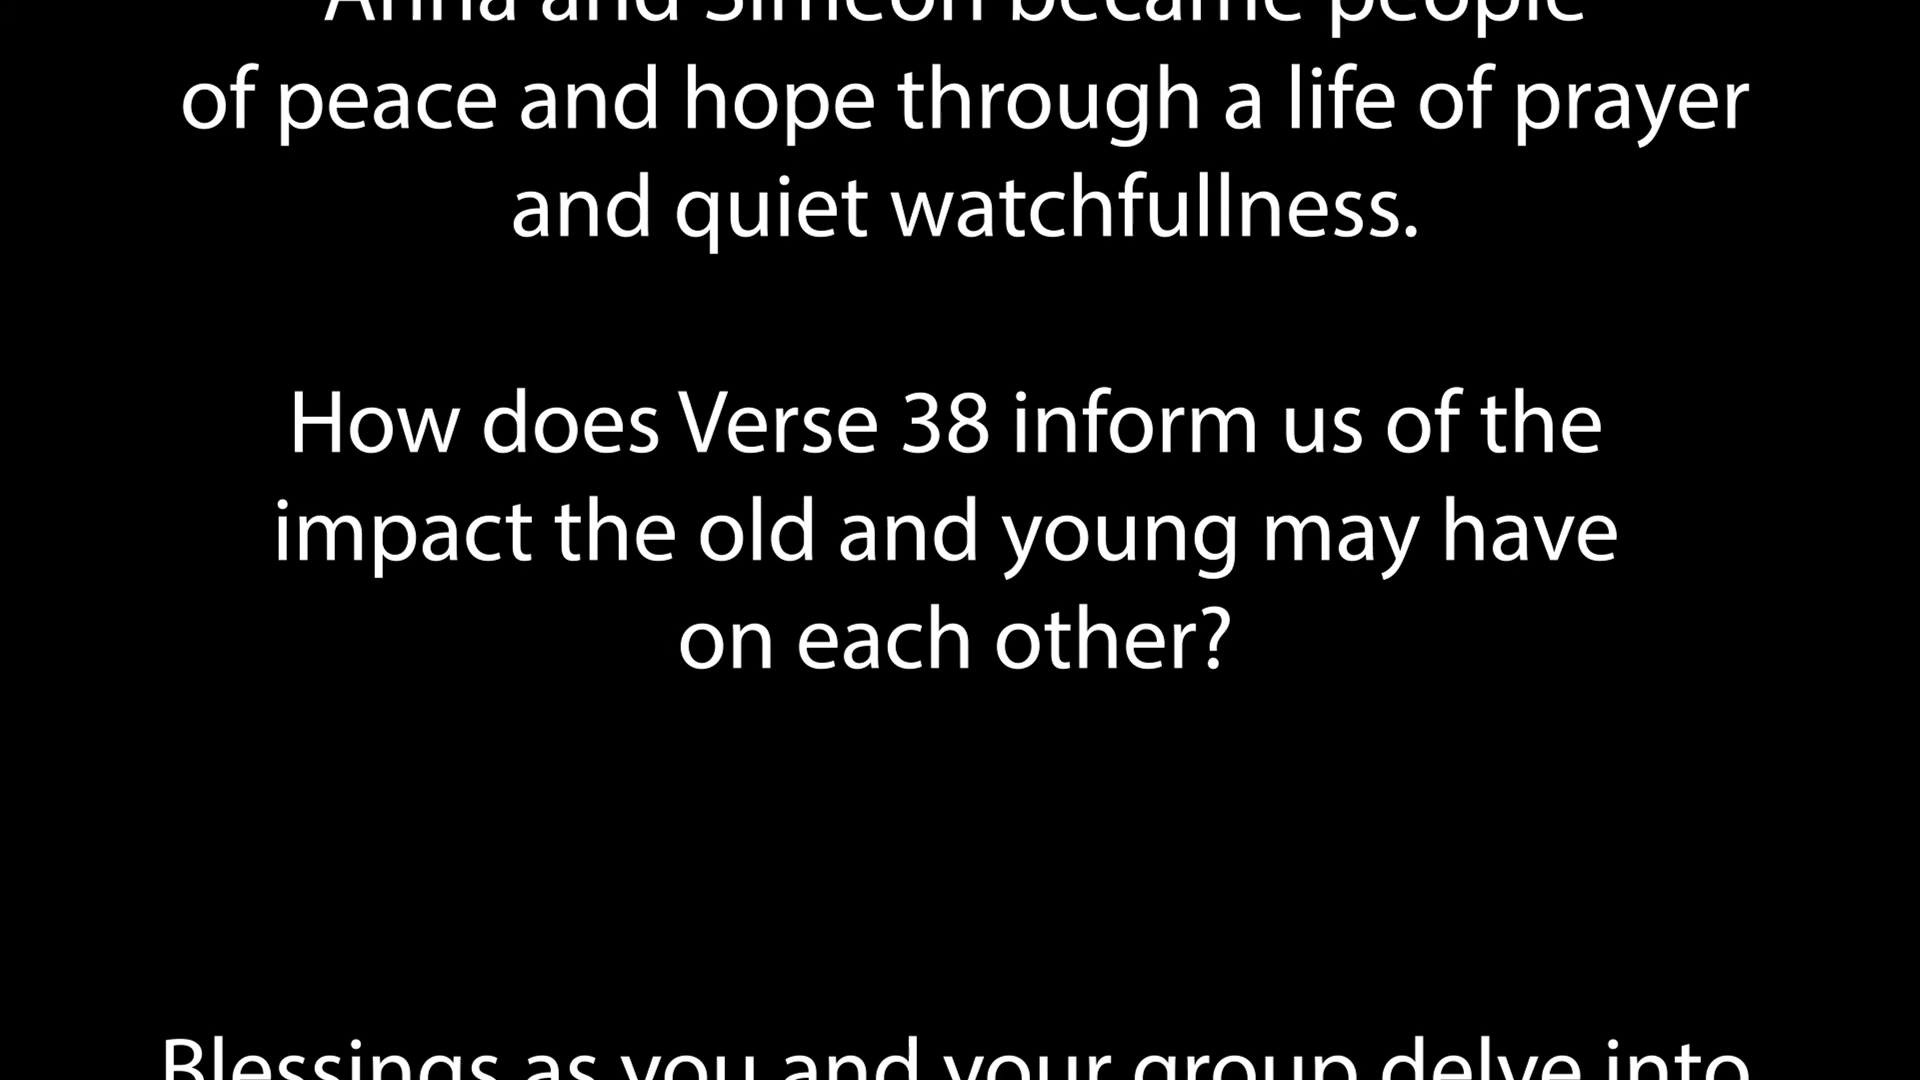 Anna and Simeon became people
of peace and hope through a life of prayer
and quiet watchfullness.
How does Verse 38 inform us of the
impact the old and young may have
on each other?
Blessings as you and your group delve into